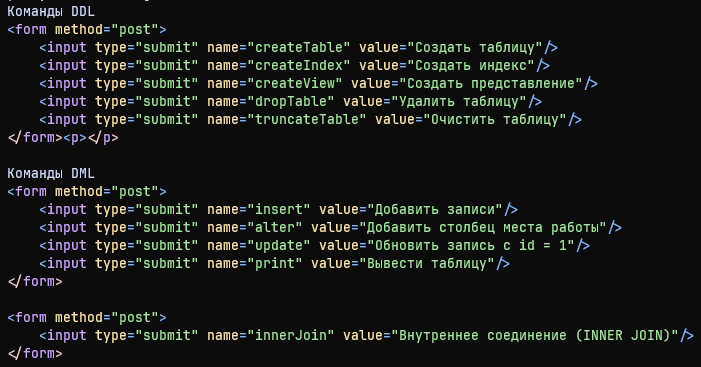 Команды DDL
<form method="post">
    <input type="submit" name="createTable" value="Создать таблицу"/>
    <input type="submit" name="createIndex" value="Создать индекс"/>
    <input type="submit" name="createView" value="Создать представление"/>
    <input type="submit" name="dropTable" value="Удалить таблицу"/>
    <input type="submit" name="truncateTable" value="Очистить таблицу"/>
</form><p></p>

Команды DML
<form method="post">
    <input type="submit" name="insert" value="Добавить записи"/>
    <input type="submit" name="alter" value="Добавить столбец места работы"/>
    <input type="submit" name="update" value="Обновить запись с id = 1"/>
    <input type="submit" name="print" value="Вывести таблицу"/>
</form>

<form method="post">
    <input type="submit" name="innerJoin" value="Внутреннее соединение (INNER JOIN)"/>
</form>